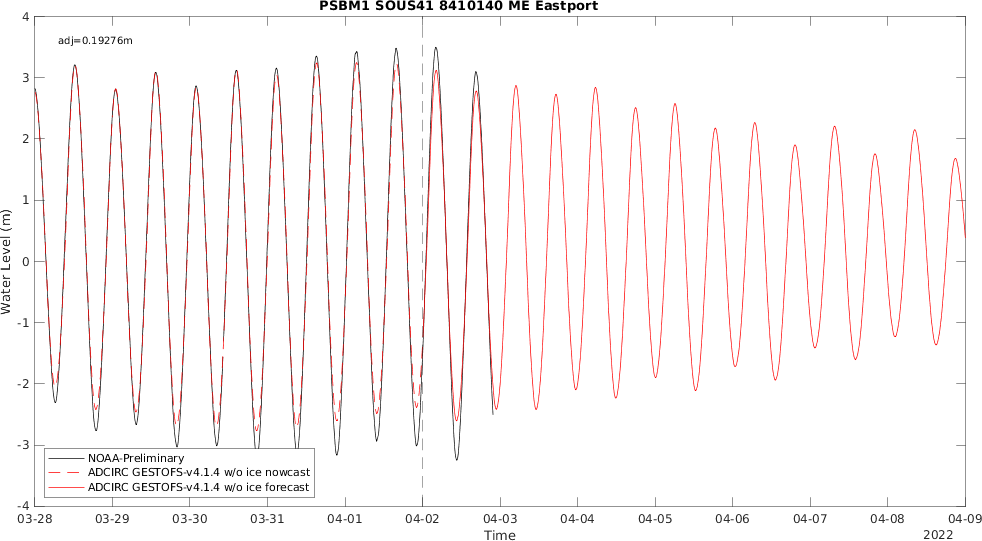 PSBM1 SOUS41 8410140 ME Eastport
adj=0.19276m
Water Level (m)
4
3
2
1
0
-1
-2
-3
-4
NOAA-Preliminary
ADCIRC GESTOFS-v4.1.4 w/o ice nowcast
ADCIRC GESTOFS-v4.1.4 w/o ice forecast
03-28 03-29 03-30 03-31 04-01 04-02 04-03 04-04 04-05 04-06 04-07 04-08 04-09
Time
2022